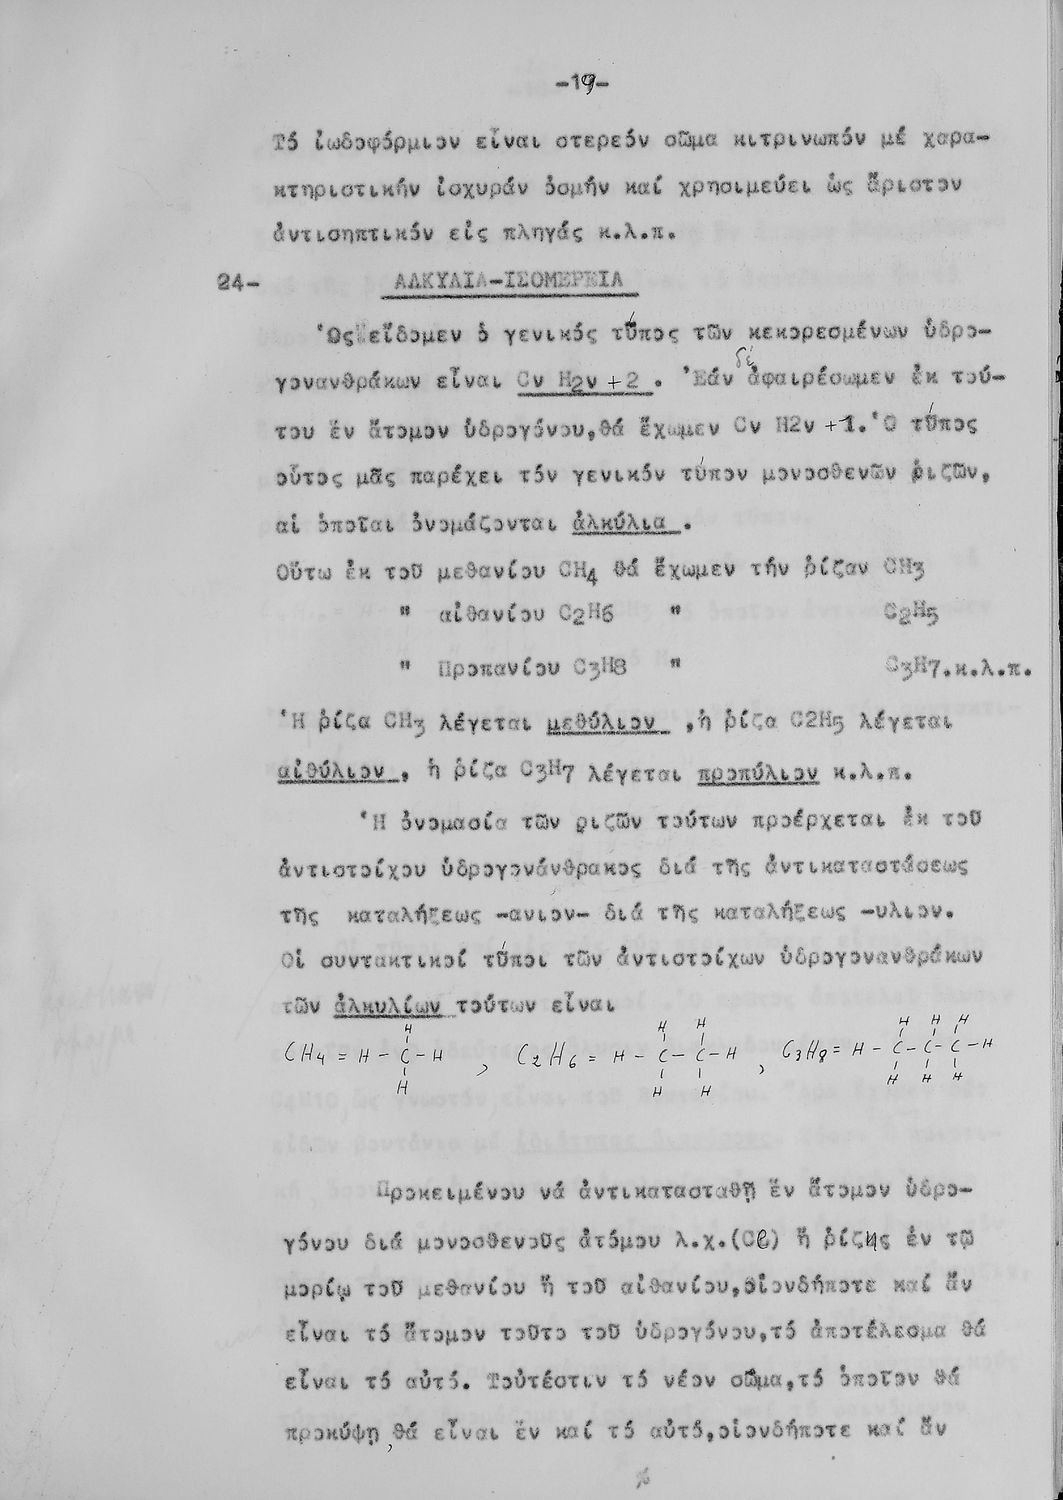 -19-
Τό ἰωδοφόρμιον εἶναι στερεόν σῶμα κιτρινωπόν μέ χαρα-
κτηριστικήν ἰσχυράν ὀσμήν καί χρησιμεύει ὡς ἄριστον
ἀντισηπτικόν εἰς πληγάς κ.λ.π.
24- ΑΛΚΥΛΙΑ-ΙΣΟΜΕΡΕΙΑ
Ὡς εἴδομεν ὁ γενικός τύπος τῶν κεκορεσμένων ὑδρο-
γονανθράκων εἶναι Cν H2ν +2 . Ἐάν δέ ἀφαιρέσωμεν ἐκ τού-
του ἕν ἄτομον ὑδρογόνου,θά ἔχωμεν Cν H2ν +1. Ὁ τύπος
οὗτος μᾶς παρέχει τόν γενικόν τύπον μονοσθενῶν ῥιζῶν,
αἱ ὁποῖαι ὀνομάζονται ἀλκύλια .
Οὕτω ἐκ τοῦ μεθανίου CH4 θά ἔχωμεν τήν ῥίζαν CH3
" αἰθανίου C2H6 " C2H5
" Προπανίου C3H8 " C3H7.κ.λ.π.
Ἡ ῥίζα CH3 λέγεται μεθύλιον ,ἡ ῥίζα C2H5 λέγεται
αἰθύλιον , ἡ ῥίζα C3H7 λέγεται προπύλιον κ.λ.π.
Ἡ ὀνομασία τῶν ριζῶν τούτων προέρχεται ἐκ τοῦ
ἀντιστοίχου ὑδρογονάνθρακος διά τῆς ἀντικαταστάσεως
τῆς καταλήξεως -ανιον- διά τῆς καταλήξεως -υλιον.
Οἱ συντακτικοί τύποι τῶν ἀντιστοίχων ὑδρογονανθράκων
τῶν ἀλκυλίων τούτων εἶναι
H H H H H H
CH4 = H - C - H , C2H6 = H - C - C - H , C3H8 = H - C - C - C - H
H H H H H H
Προκειμένου νά ἀντικατασταθῇ ἕν ἄτομον ὑδρο-
γόνου διά μονοσθενοῦς ἀτόμου λ.χ.(Cl) ἤ ῥίζης ἐν τῷ
μορίῳ τοῦ μεθανίου ἤ τοῦ αἰθανίου,οἱονδήποτε καί ἄν
εἶναι τό ἄτομον τοῦτο τοῦ ὑδρογόνου,τό ἀποτέλεσμα θά
εἶναι τό αὐτό. Τοὐτέστιν τό νέον σῶμα,τό ὁποῖον θά
προκύψῃ,θά εἶναι ἕν καί τό αὐτό,οἱονδήποτε καί ἄν